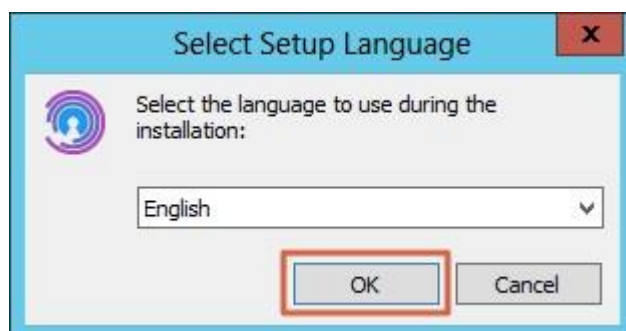 Select Setup Language
x
Select the language to use during the
installation:
English
OK
Cancel